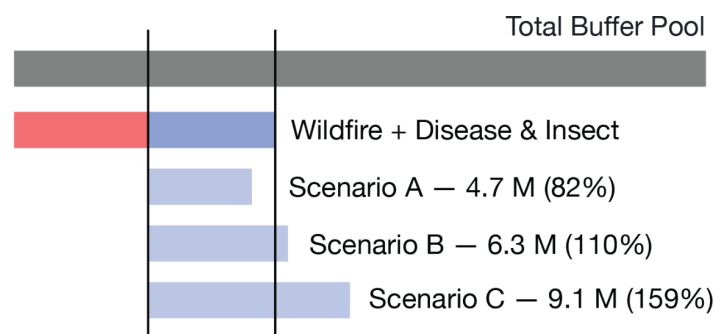 Total Buffer Pool
Wildfire + Disease & Insect
Scenario A — 4.7 M (82%)
Scenario B — 6.3 M (110%)
Scenario C — 9.1 M (159%)